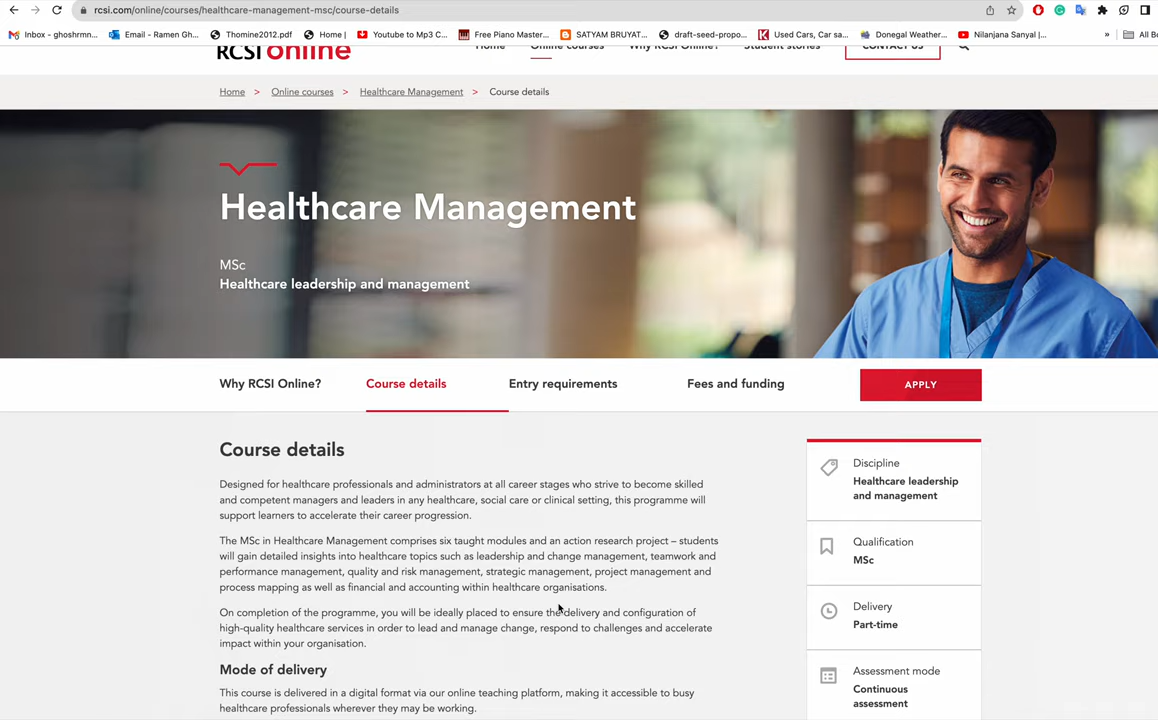 rcsi.com/online/courses/healthcare-management-msc/course-details
Inbox - ghoshrmn... Email - Ramen Gh... Thomine2012.pdf Home | Youtube to Mp3 C... Free Piano Master... SATYAM BRUYAT... draft-seed-propo... Used Cars, Car sa... Donegal Weather... Nilanjana Sanyal |... » All Bo
RCSI online Home Online courses Why RCSI Online? Student stories CONTACT US
Home > Online courses > Healthcare Management > Course details
Healthcare Management
MSc
Healthcare leadership and management
Why RCSI Online? Course details Entry requirements Fees and funding APPLY
Course details
Designed for healthcare professionals and administrators at all career stages who strive to become skilled
and competent managers and leaders in any healthcare, social care or clinical setting, this programme will
support learners to accelerate their career progression.
The MSc in Healthcare Management comprises six taught modules and an action research project – students
will gain detailed insights into healthcare topics such as leadership and change management, teamwork and
performance management, quality and risk management, strategic management, project management and
process mapping as well as financial and accounting within healthcare organisations.
On completion of the programme, you will be ideally placed to ensure the delivery and configuration of
high-quality healthcare services in order to lead and manage change, respond to challenges and accelerate
impact within your organisation.
Mode of delivery
This course is delivered in a digital format via our online teaching platform, making it accessible to busy
healthcare professionals wherever they may be working.
Discipline
Healthcare leadership
and management
Qualification
MSc
Delivery
Part-time
Assessment mode
Continuous
assessment